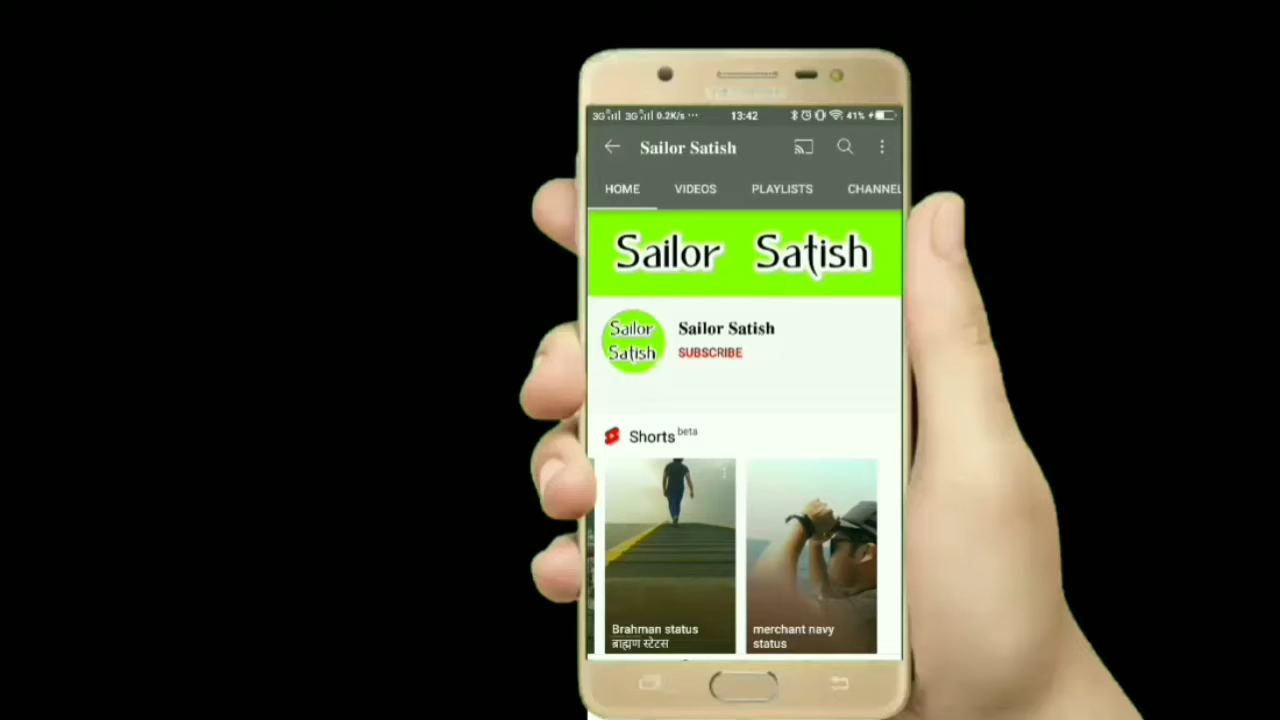 3G 3G 0.2K/s ··· 13:42 41%
Sailor Satish
HOME VIDEOS PLAYLISTS CHANNEL
Sailor Satish
Sailor
Satish
Sailor Satish
SUBSCRIBE
Shorts beta
Brahman status
ब्राह्मण स्टेटस
merchant navy
status